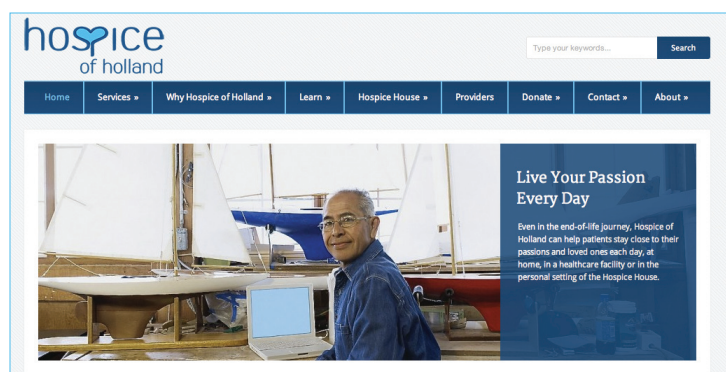 hospice
of holland
Type your keywords...
Search
Home
Services »
Why Hospice of Holland »
Learn »
Hospice House »
Providers
Donate »
Contact »
About »
Live Your Passion
Every Day
Even in the end-of-life journey, Hospice of
Holland can help patients stay close to their
passions and loved ones each day, at
home, in a healthcare facility or in the
personal setting of the Hospice House.